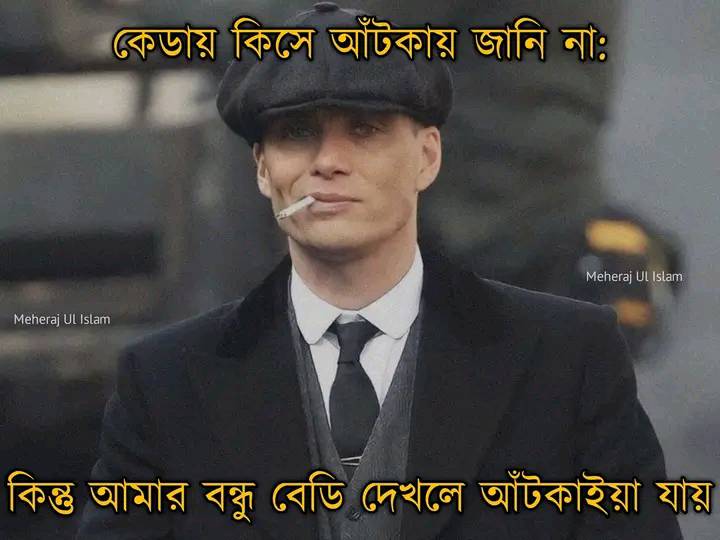 কেডায় কিসে আঁটকায় জানি না:
Meheraj Ul Islam
Meheraj Ul Islam
কিন্তু আমার বন্ধু বেডি দেখলে আঁটকাইয়া যায়